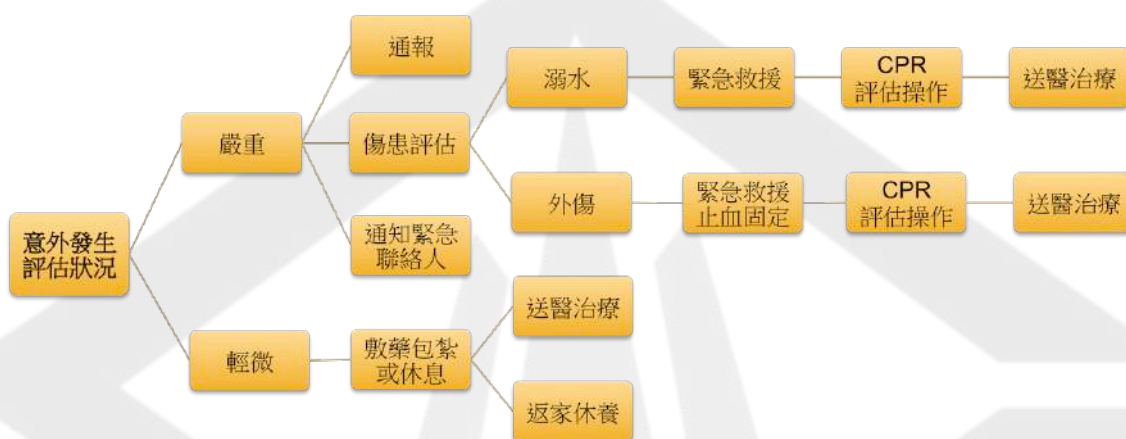 意外發生
評估狀況
嚴重
通報
傷患評估
溺水
緊急救援
CPR
評估操作
送醫治療
外傷
緊急救援
止血固定
CPR
評估操作
送醫治療
通知緊急
聯絡人
輕微
敷藥包紮
或休息
送醫治療
返家休養